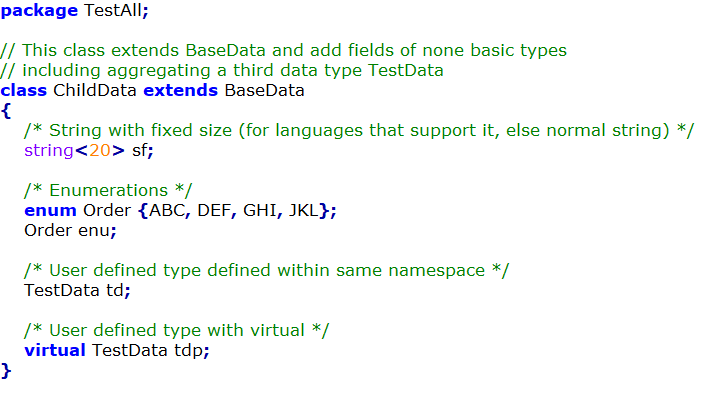 package TestAll;
// This class extends BaseData and add fields of none basic types
// including aggregating a third data type TestData
class ChildData extends BaseData
{
/* String with fixed size (for languages that support it, else normal string) */
string<20> sf;
/* Enumerations */
enum Order {ABC, DEF, GHI, JKL};
Order enu;
/* User defined type defined within same namespace */
TestData td;
/* User defined type with virtual */
virtual TestData tdp;
}